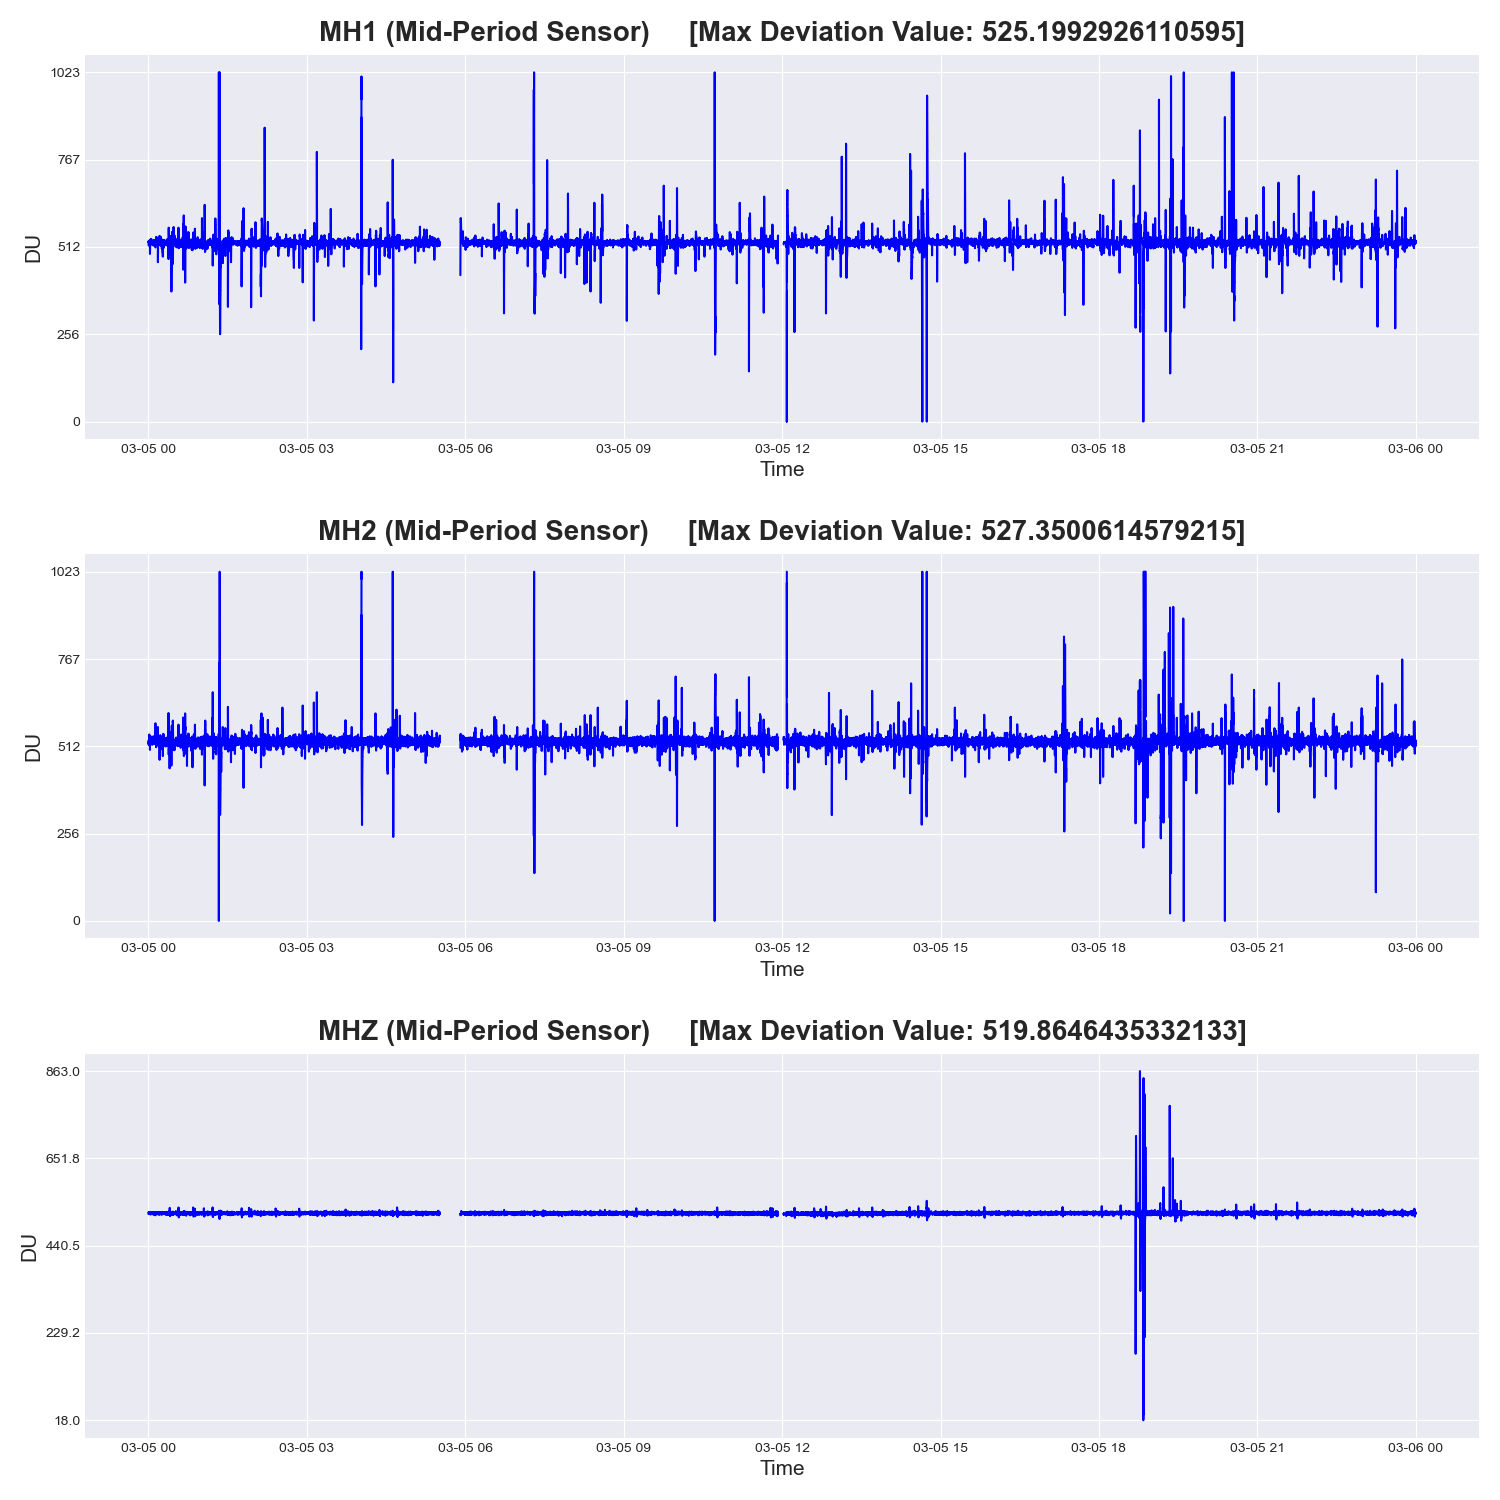 MH1 (Mid-Period Sensor) [Max Deviation Value: 525.1992926110595]
1023
767
512
256
0
DU
03-05 00 03-05 03 03-05 06 03-05 09 03-05 12 03-05 15 03-05 18 03-05 21 03-06 00
Time
MH2 (Mid-Period Sensor) [Max Deviation Value: 527.3500614579215]
1023
767
512
256
0
DU
03-05 00 03-05 03 03-05 06 03-05 09 03-05 12 03-05 15 03-05 18 03-05 21 03-06 00
Time
MHZ (Mid-Period Sensor) [Max Deviation Value: 519.8646435332133]
863.0
651.8
440.5
229.2
18.0
DU
03-05 00 03-05 03 03-05 06 03-05 09 03-05 12 03-05 15 03-05 18 03-05 21 03-06 00
Time